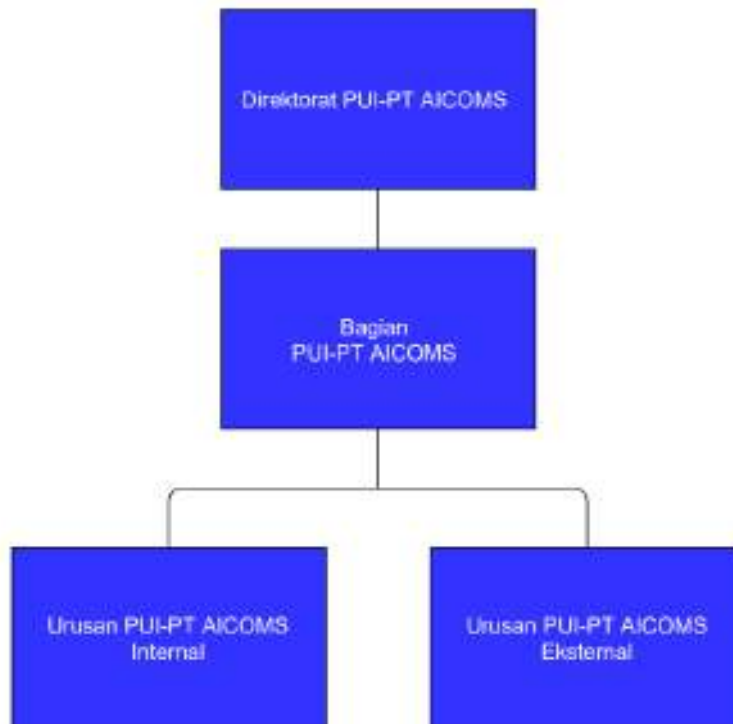 Direktorat PUI-PT AICOMS
Bagian
PUI-PT AICOMS
Urusan PUI-PT AICOMS
Internal
Urusan PUI-PT AICOMS
Eksternal